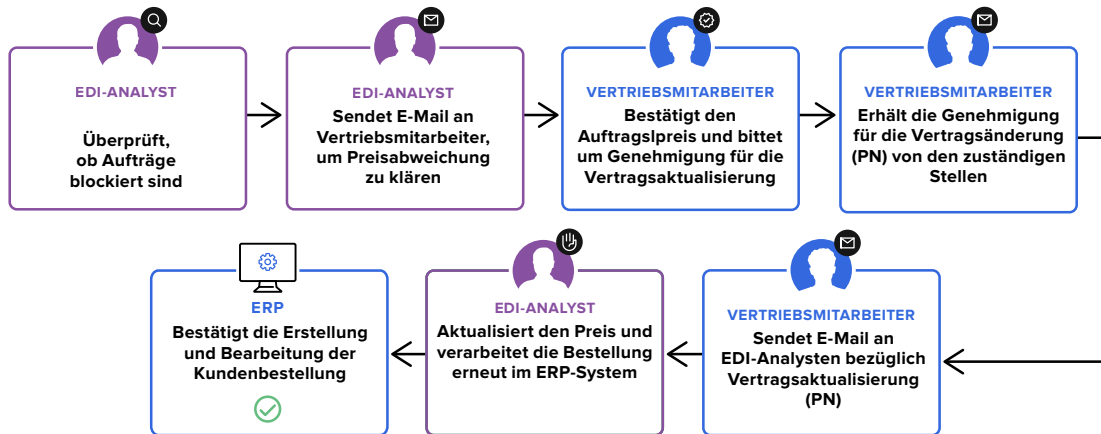 EDI-ANALYST
Überprüft,
ob Aufträge
blockiert sind
EDI-ANALYST
Sendet E-Mail an
Vertriebsmitarbeiter,
um Preisabweichung
zu klären
VERTRIEBSMITARBEITER
Bestätigt den
Auftragslpreis und bittet
um Genehmigung für die
Vertragsaktualisierung
VERTRIEBSMITARBEITER
Erhält die Genehmigung
für die Vertragsänderung
(PN) von den zuständigen
Stellen
ERP
Bestätigt die Erstellung
und Bearbeitung der
Kundenbestellung
EDI-ANALYST
Aktualisiert den Preis und
verarbeitet die Bestellung
erneut im ERP-System
VERTRIEBSMITARBEITER
Sendet E-Mail an
EDI-Analysten bezüglich
Vertragsaktualisierung
(PN)